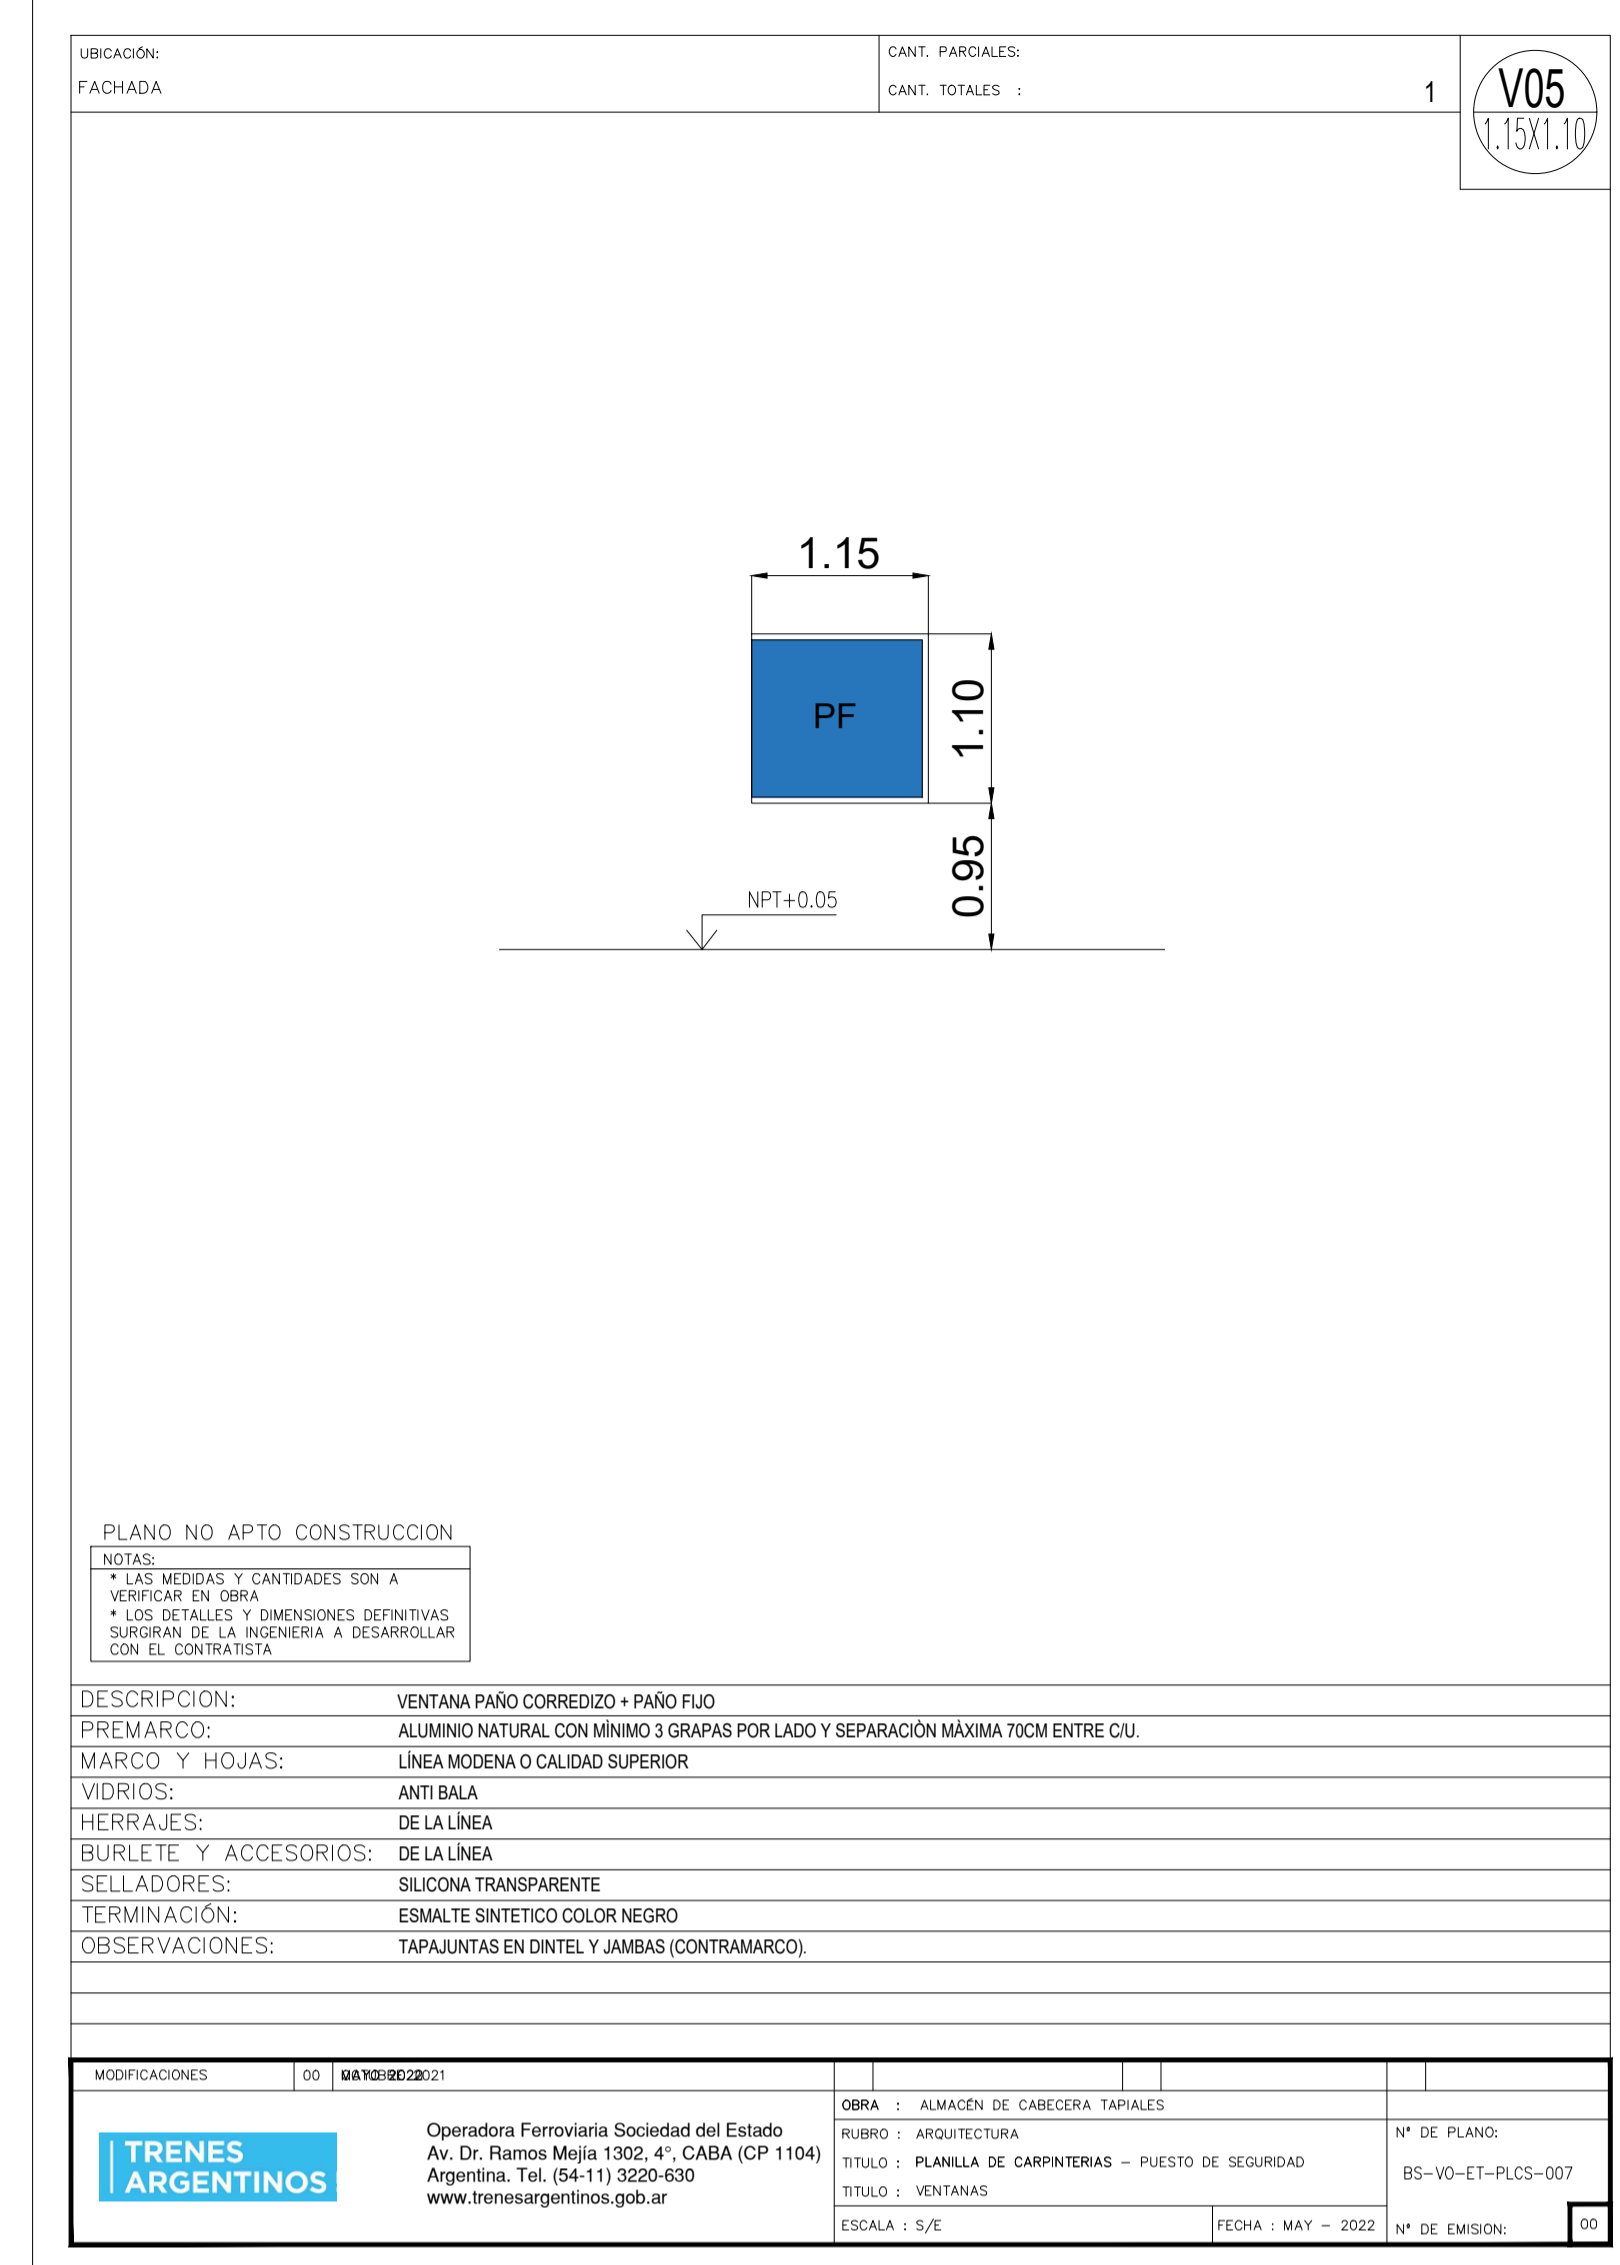 UBICACIÓN:
FACHADA
CANT. PARCIALES:
CANT. TOTALES : 1
V05
1.15X1.10
1.15
PF
1.10
0.95
NPT+0.05
PLANO NO APTO CONSTRUCCION
NOTAS:
* LAS MEDIDAS Y CANTIDADES SON A
VERIFICAR EN OBRA
* LOS DETALLES Y DIMENSIONES DEFINITIVAS
SURGIRAN DE LA INGENIERIA A DESARROLLAR
CON EL CONTRATISTA
DESCRIPCION: VENTANA PAÑO CORREDIZO + PAÑO FIJO
PREMARCO: ALUMINIO NATURAL CON MÌNIMO 3 GRAPAS POR LADO Y SEPARACIÒN MÀXIMA 70CM ENTRE C/U.
MARCO Y HOJAS: LÍNEA MODENA O CALIDAD SUPERIOR
VIDRIOS: ANTI BALA
HERRAJES: DE LA LÍNEA
BURLETE Y ACCESORIOS: DE LA LÍNEA
SELLADORES: SILICONA TRANSPARENTE
TERMINACIÓN: ESMALTE SINTETICO COLOR NEGRO
OBSERVACIONES: TAPAJUNTAS EN DINTEL Y JAMBAS (CONTRAMARCO).
MODIFICACIONES 00
TRENES
ARGENTINOS
Operadora Ferroviaria Sociedad del Estado
Av. Dr. Ramos Mejía 1302, 4°, CABA (CP 1104)
Argentina. Tel. (54-11) 3220-630
www.trenesargentinos.gob.ar
OBRA : ALMACÉN DE CABECERA TAPIALES
RUBRO : ARQUITECTURA
TITULO : PLANILLA DE CARPINTERIAS – PUESTO DE SEGURIDAD
TITULO : VENTANAS
ESCALA : S/E
FECHA : MAY – 2022
N° DE PLANO:
BS-VO-ET-PLCS-007
N° DE EMISION: 00